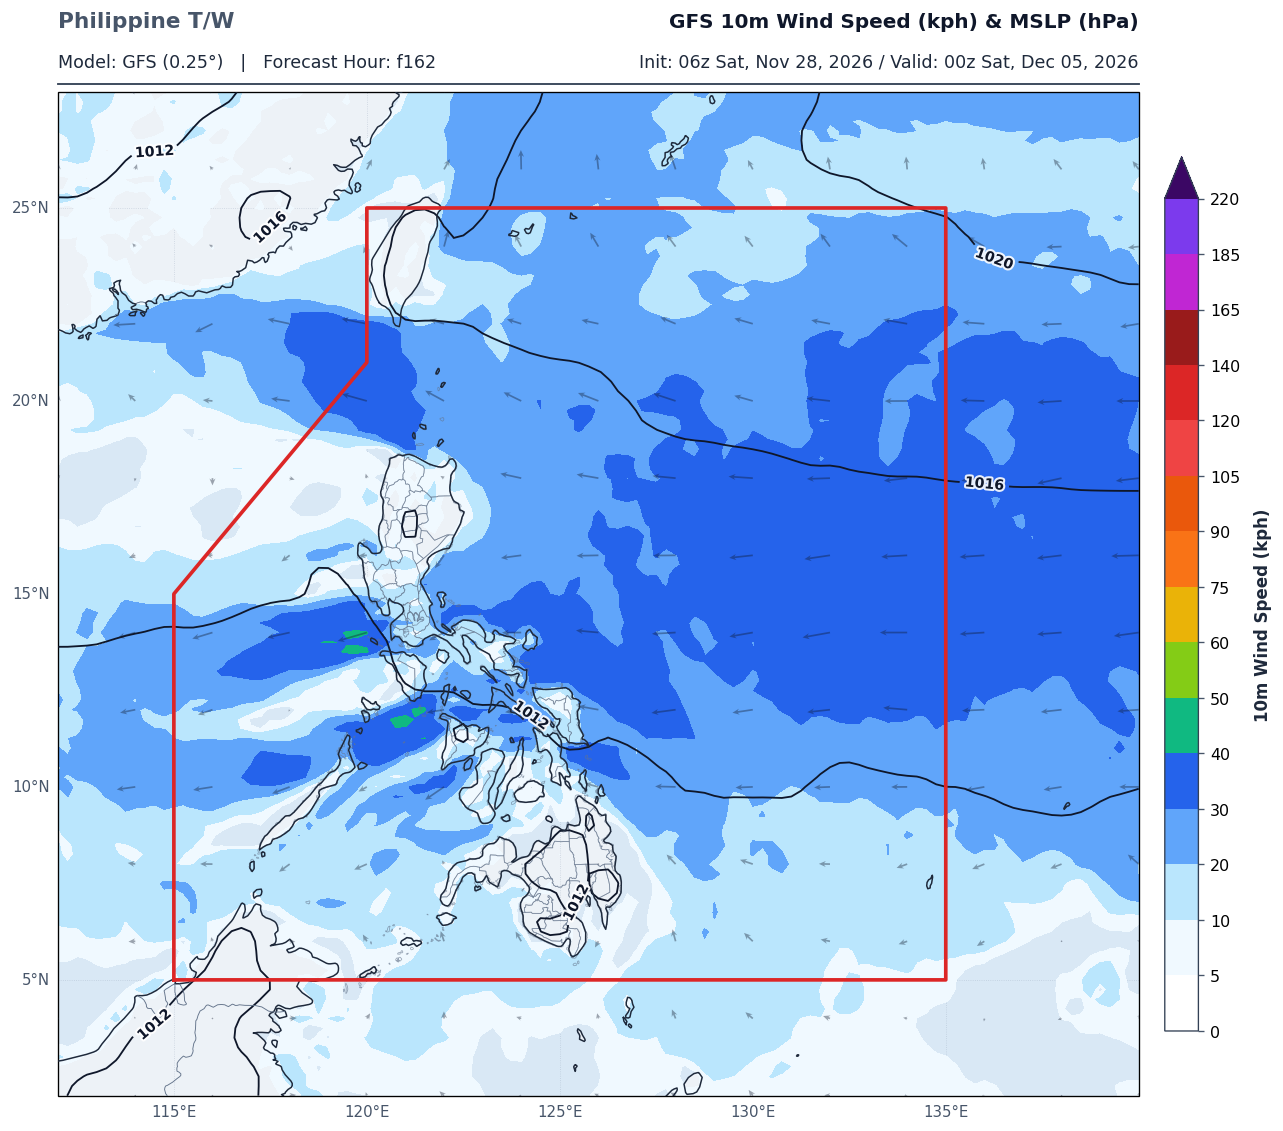 Philippine T/W
GFS 10m Wind Speed (kph) & MSLP (hPa)
Model: GFS (0.25°) | Forecast Hour: f162
Init: 06z Sat, Nov 28, 2026 / Valid: 00z Sat, Dec 05, 2026
1012
1016
1020
1016
1012
1012
1012
25°N
20°N
15°N
10°N
5°N
115°E
120°E
125°E
130°E
135°E
220
185
165
140
120
105
90
75
60
50
40
30
20
10
5
0
10m Wind Speed (kph)